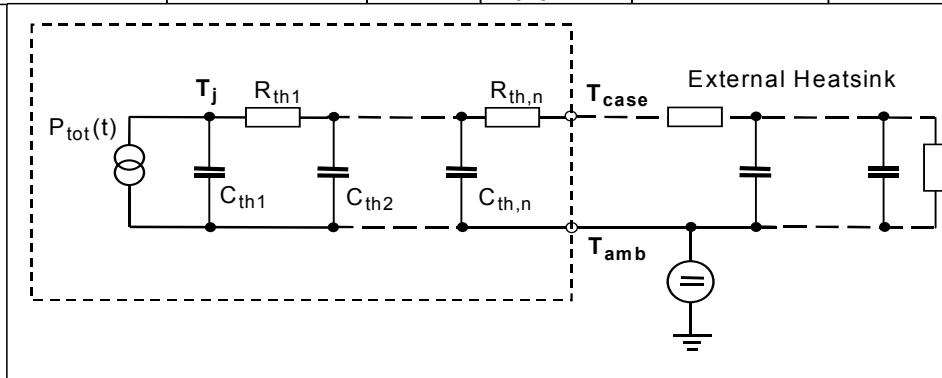 External Heatsink
T_j R_th1 R_th,n T_case
P_tot(t)
C_th1 C_th2 C_th,n
T_amb